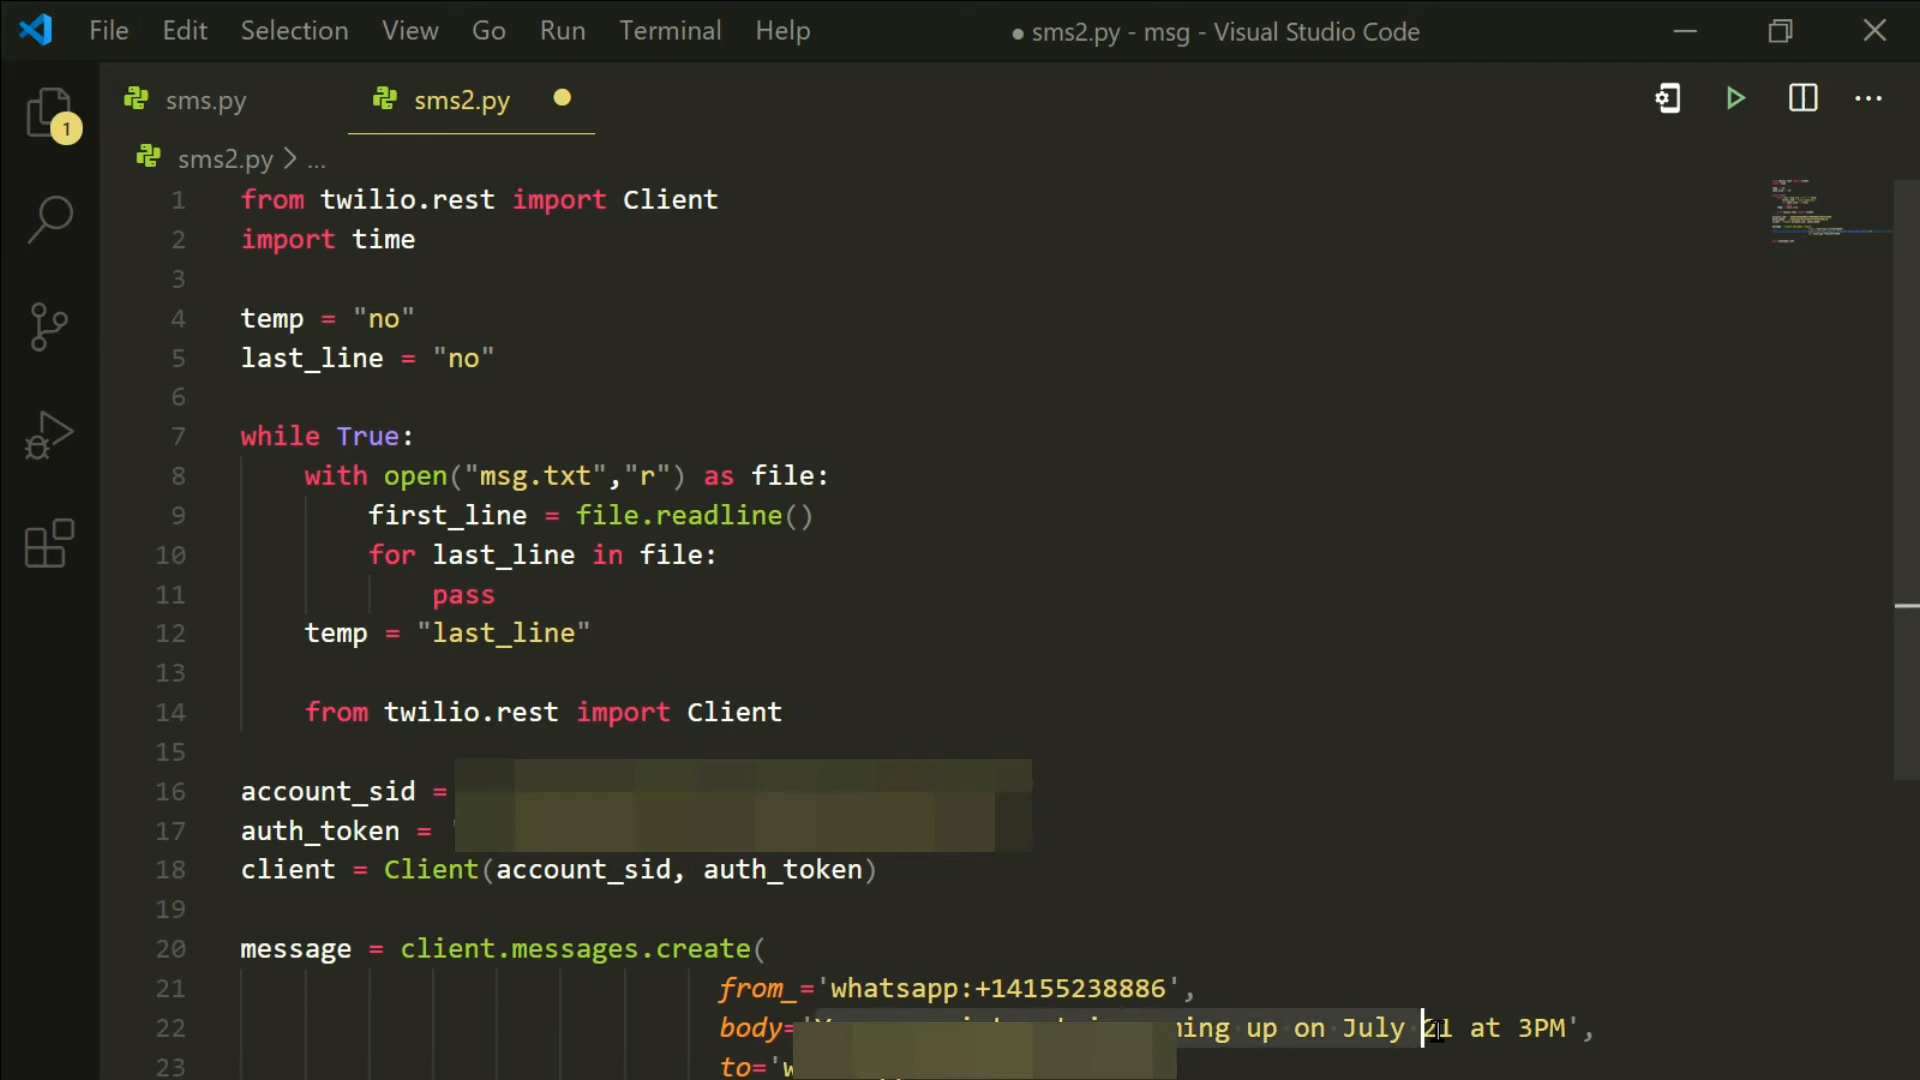 File Edit Selection View Go Run Terminal Help ● sms2.py - msg - Visual Studio Code
1
sms.py sms2.py
sms2.py > ...
1 from twilio.rest import Client
2 import time
3
4 temp = "no"
5 last_line = "no"
6
7 while True:
8 with open("msg.txt","r") as file:
9 first_line = file.readline()
10 for last_line in file:
11 pass
12 temp = "last_line"
13
14 from twilio.rest import Client
15
16 account_sid =
17 auth_token =
18 client = Client(account_sid, auth_token)
19
20 message = client.messages.create(
21 from_='whatsapp:+14155238886',
22 body=' up on July 21 at 3PM',
23 to='